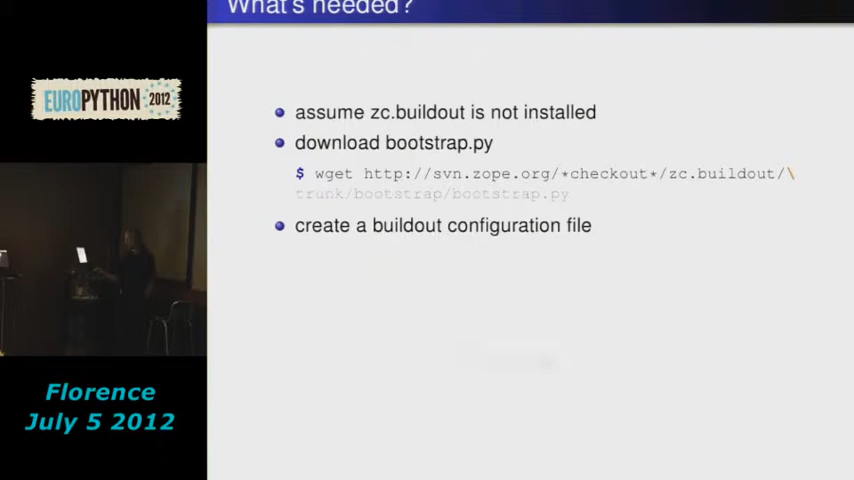 What's needed?
EUROPYTHON 2012
assume zc.buildout is not installed
download bootstrap.py
$ wget http://svn.zope.org/*checkout*/zc.buildout/\
trunk/bootstrap/bootstrap.py
create a buildout configuration file
Florence
July 5 2012